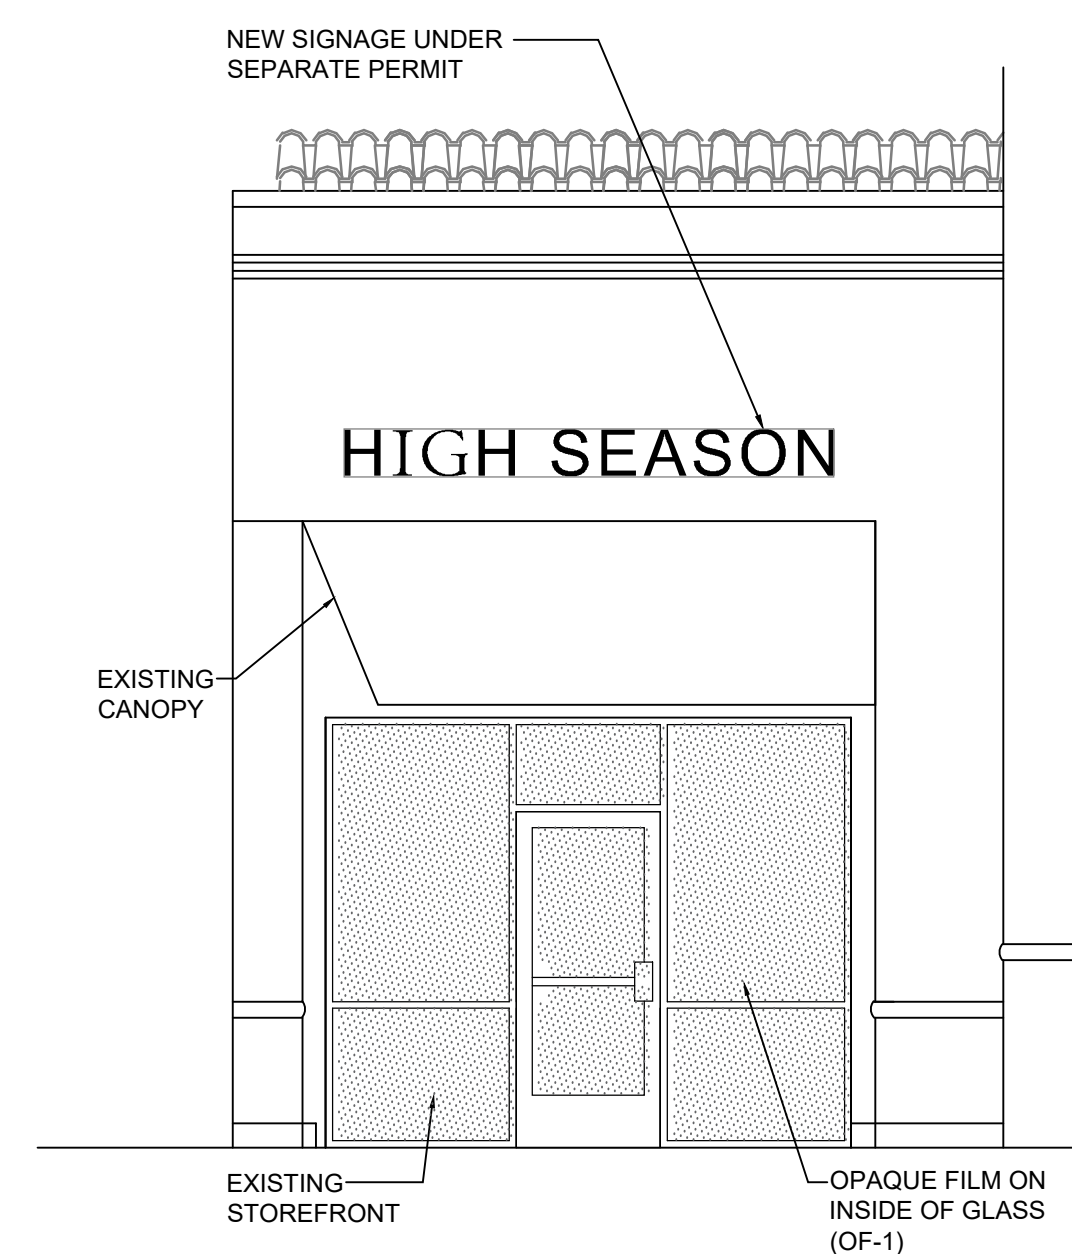 NEW SIGNAGE UNDER
SEPARATE PERMIT
HIGH SEASON
EXISTING
CANOPY
EXISTING
STOREFRONT
OPAQUE FILM ON
INSIDE OF GLASS
(OF-1)